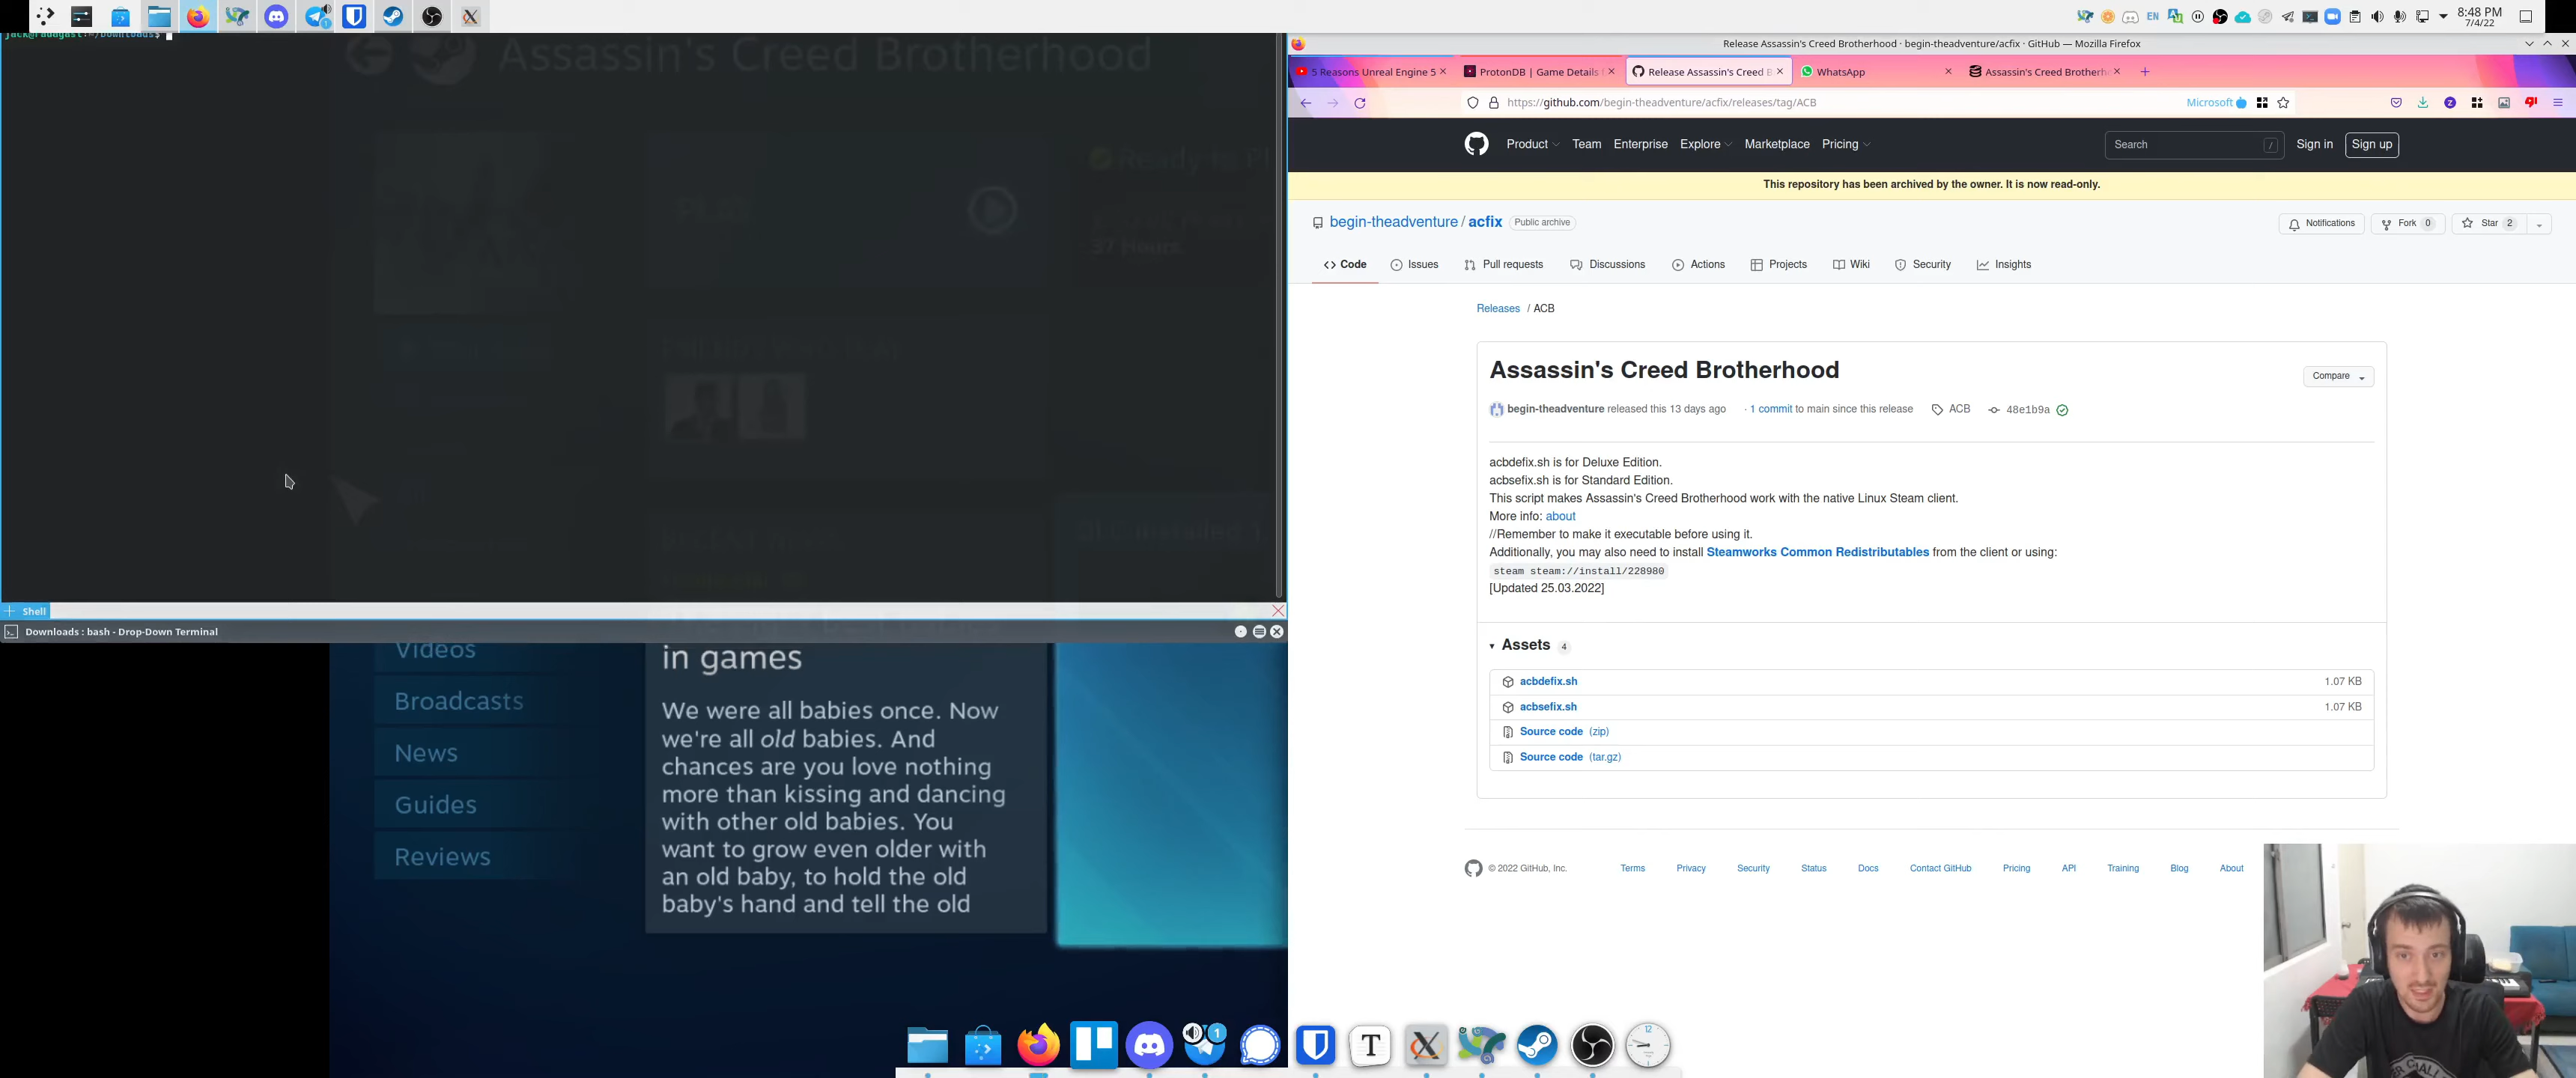 EN
8:48 PM
7/4/22
jack@radagast:~/Downloads$
Assassin's Creed Brotherhood
Ready to Pl
PLAY
37 Hours
Shell
Downloads : bash - Drop-Down Terminal
Videos
Broadcasts
News
Guides
Reviews
in games
We were all babies once. Now
we're all old babies. And
chances are you love nothing
more than kissing and dancing
with other old babies. You
want to grow even older with
an old baby, to hold the old
baby's hand and tell the old
Release Assassin's Creed Brotherhood · begin-theadventure/acfix · GitHub — Mozilla Firefox
5 Reasons Unreal Engine 5
ProtonDB | Game Details
Release Assassin's Creed B
WhatsApp
Assassin's Creed Brotherh
https://github.com/begin-theadventure/acfix/releases/tag/ACB
Microsoft
Product Team Enterprise Explore Marketplace Pricing
Search /
Sign in Sign up
This repository has been archived by the owner. It is now read-only.
begin-theadventure / acfix Public archive
Notifications Fork 0 Star 2
Code Issues Pull requests Discussions Actions Projects Wiki Security Insights
Releases / ACB
Assassin's Creed Brotherhood
Compare
begin-theadventure released this 13 days ago · 1 commit to main since this release ACB 48e1b9a
acbdefix.sh is for Deluxe Edition.
acbsefix.sh is for Standard Edition.
This script makes Assassin's Creed Brotherhood work with the native Linux Steam client.
More info: about
//Remember to make it executable before using it.
Additionally, you may also need to install Steamworks Common Redistributables from the client or using:
steam steam://install/228980
[Updated 25.03.2022]
Assets 4
acbdefix.sh 1.07 KB
acbsefix.sh 1.07 KB
Source code (zip)
Source code (tar.gz)
© 2022 GitHub, Inc. Terms Privacy Security Status Docs Contact GitHub Pricing API Training Blog About